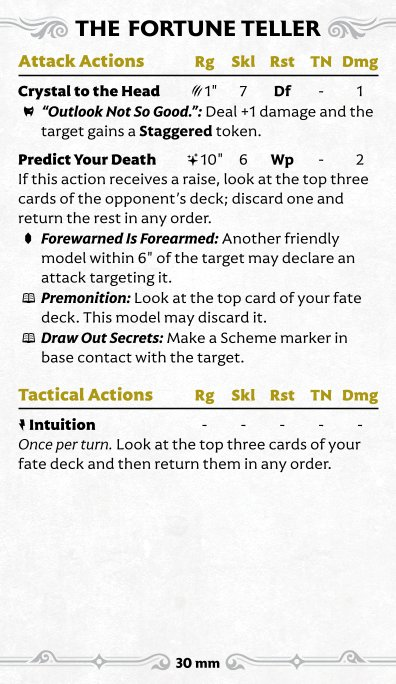 THE FORTUNE TELLER
Attack Actions Rg Skl Rst TN Dmg
Crystal to the Head 1" 7 Df - 1
“Outlook Not So Good.”: Deal +1 damage and the
target gains a Staggered token.
Predict Your Death 10" 6 Wp - 2
If this action receives a raise, look at the top three
cards of the opponent’s deck; discard one and
return the rest in any order.
Forewarned Is Forearmed: Another friendly
model within 6" of the target may declare an
attack targeting it.
Premonition: Look at the top card of your fate
deck. This model may discard it.
Draw Out Secrets: Make a Scheme marker in
base contact with the target.
Tactical Actions Rg Skl Rst TN Dmg
Intuition - - - - -
Once per turn. Look at the top three cards of your
fate deck and then return them in any order.
30 mm